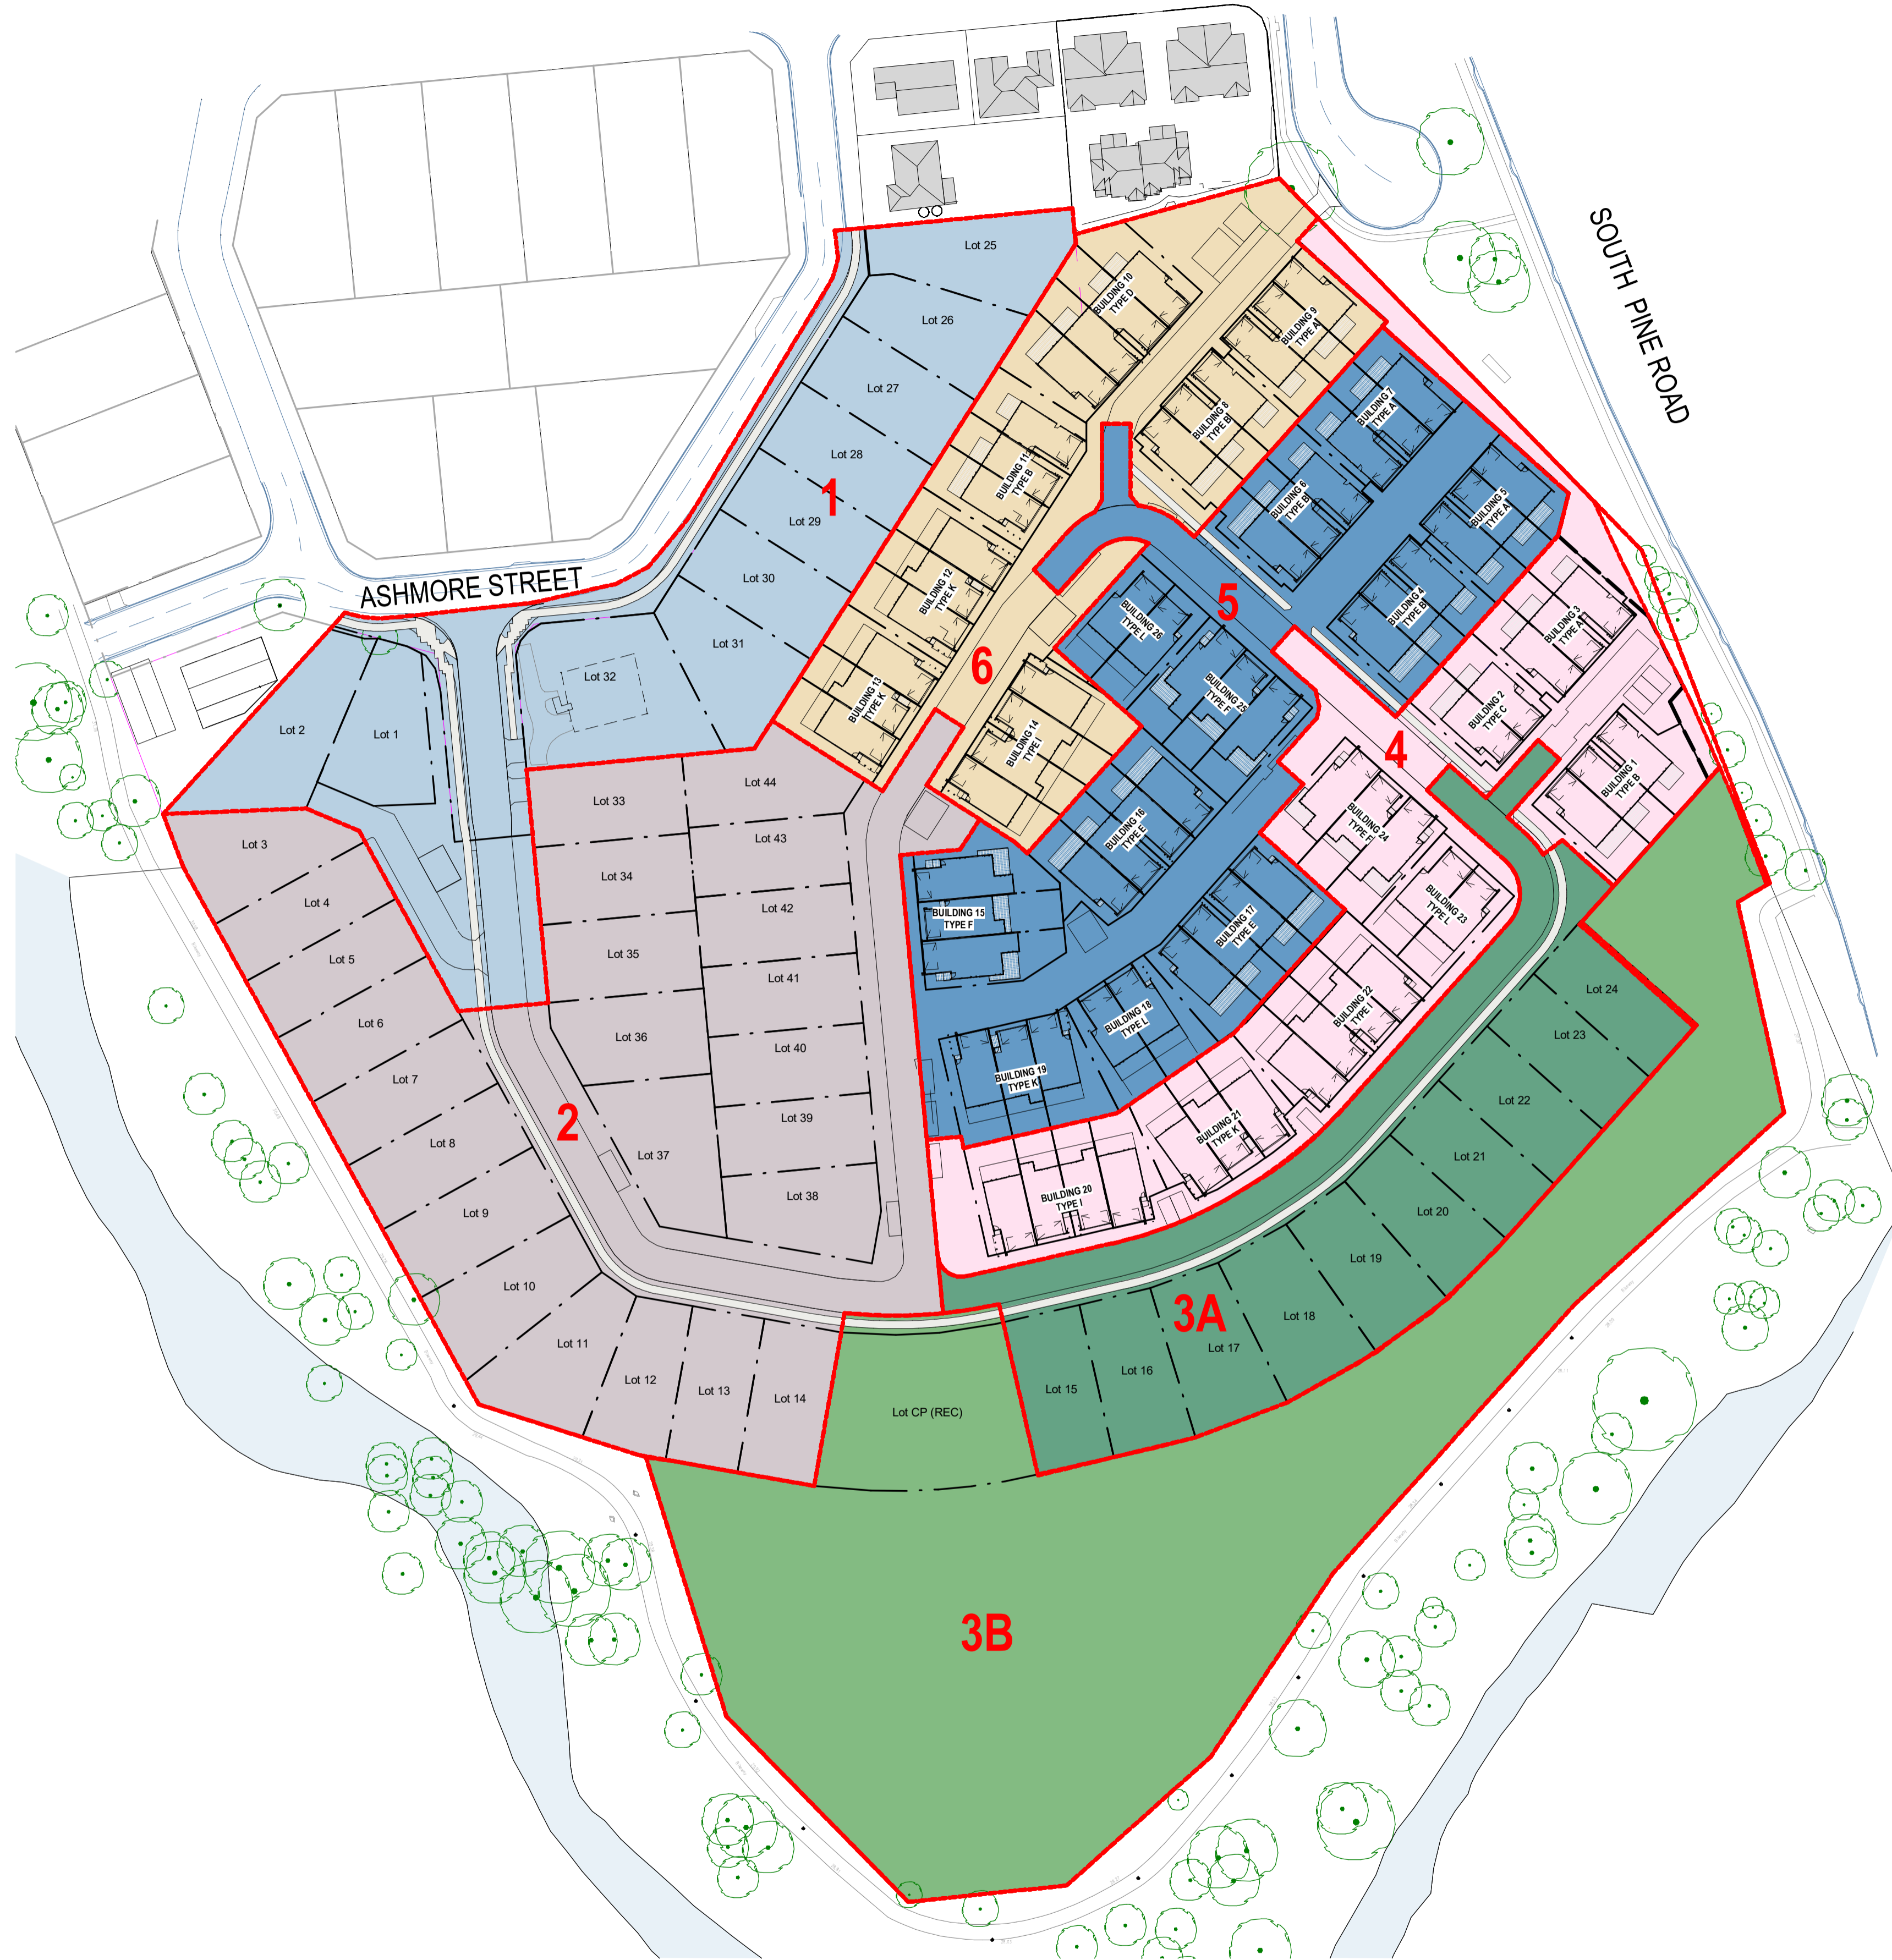 SOUTH PINE ROAD
Lot 25
BUILDING 10
TYPE D
Lot 26
BUILDING 9
TYPE A
Lot 27
BUILDING 8
TYPE B
BUILDING 7
TYPE A
Lot 28
BUILDING 11
TYPE B
1
BUILDING 6
TYPE B
BUILDING 5
TYPE A
Lot 29
ASHMORE STREET
Lot 30
BUILDING 12
TYPE K
5
BUILDING 26
TYPE L
BUILDING 4
TYPE B
BUILDING 3
TYPE A
Lot 31
Lot 32
6
BUILDING 13
TYPE K
BUILDING 25
TYPE I
BUILDING 2
TYPE C
Lot 2
Lot 1
BUILDING 14
TYPE I
4
BUILDING 1
TYPE B
Lot 33
Lot 44
Lot 3
Lot 43
BUILDING 16
TYPE E
BUILDING 24
TYPE F
Lot 34
Lot 4
Lot 42
BUILDING 15
TYPE F
BUILDING 17
TYPE E
BUILDING 23
TYPE L
Lot 5
Lot 35
Lot 41
Lot 24
Lot 6
Lot 36
BUILDING 18
TYPE L
BUILDING 22
TYPE I
Lot 23
Lot 40
Lot 7
BUILDING 19
TYPE K
Lot 22
2
Lot 39
BUILDING 21
TYPE K
Lot 8
Lot 37
Lot 21
Lot 38
BUILDING 20
TYPE I
Lot 9
Lot 20
Lot 19
Lot 10
3A
Lot 18
Lot 11
Lot 17
Lot 16
Lot 12
Lot 13
Lot 14
Lot 15
Lot CP (REC)
3B